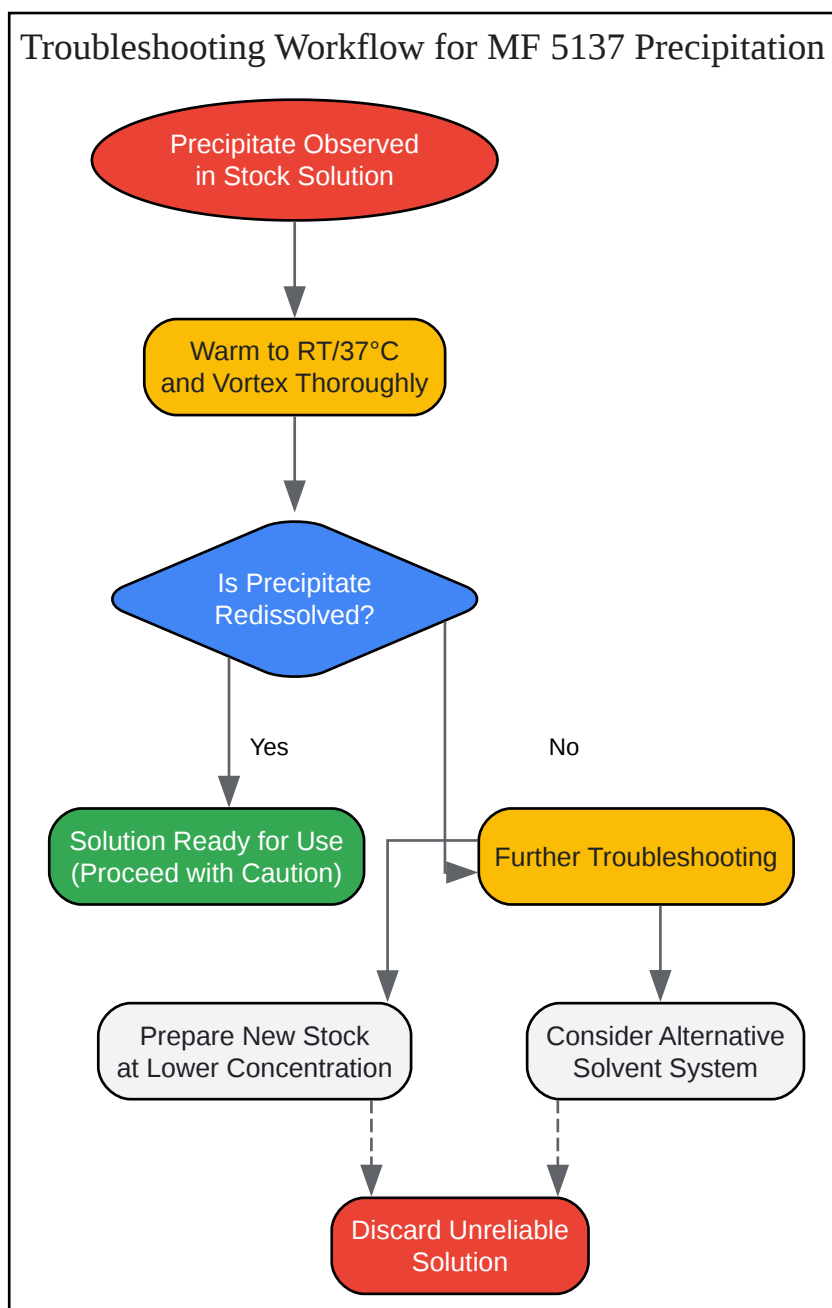 Troubleshooting Workflow for MF 5137 Precipitation
Precipitate Observed
in Stock Solution
Warm to RT/37°C
and Vortex Thoroughly
Is Precipitate
Redissolved?
Yes
No
Solution Ready for Use
(Proceed with Caution)
Further Troubleshooting
Prepare New Stock
at Lower Concentration
Consider Alternative
Solvent System
Discard Unreliable
Solution